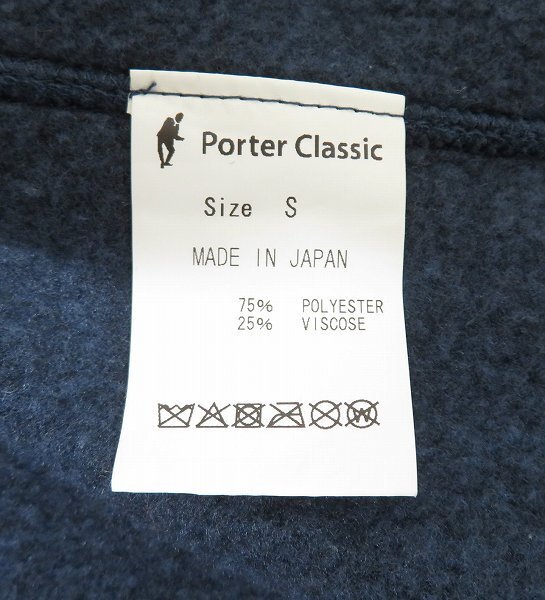 Porter Classic
Size S
MADE IN JAPAN
75% POLYESTER
25% VISCOSE
W